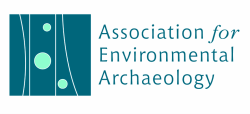 Association for
Environmental
Archaeology